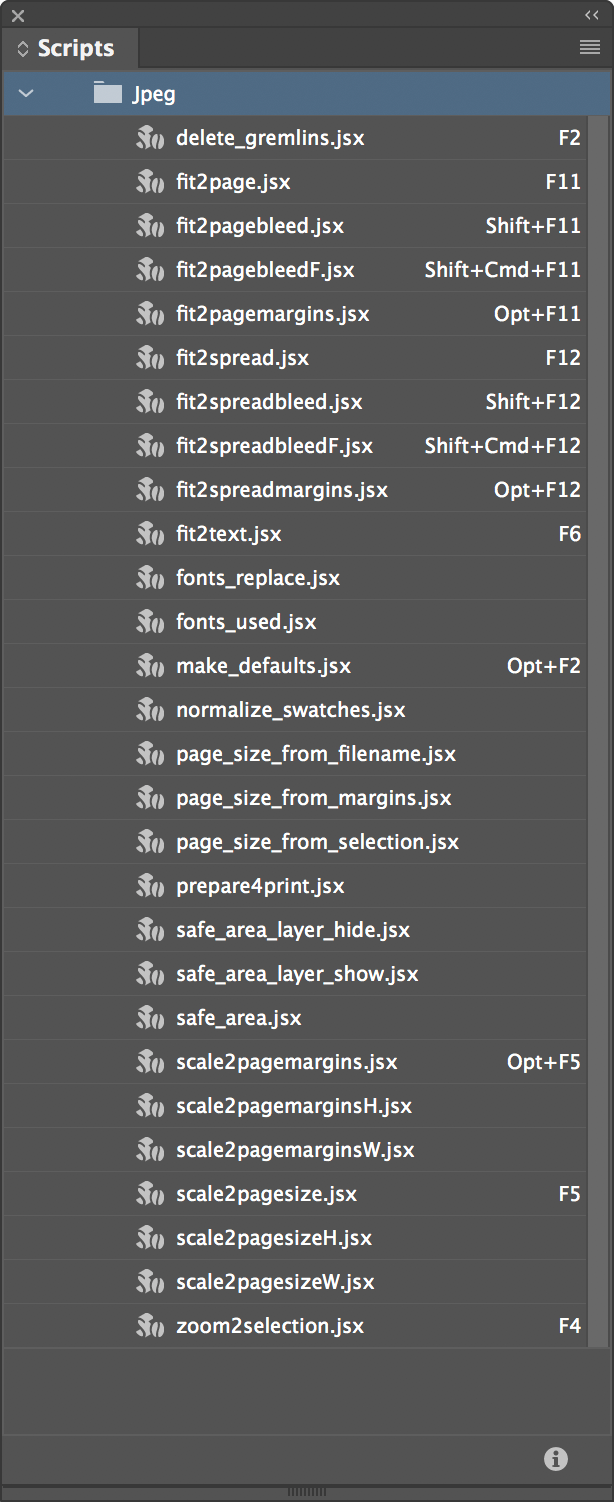 Scripts
Jpeg
delete_gremlins.jsx F2
fit2page.jsx F11
fit2pagebleed.jsx Shift+F11
fit2pagebleedF.jsx Shift+Cmd+F11
fit2pagemargins.jsx Opt+F11
fit2spread.jsx F12
fit2spreadbleed.jsx Shift+F12
fit2spreadbleedF.jsx Shift+Cmd+F12
fit2spreadmargins.jsx Opt+F12
fit2text.jsx F6
fonts_replace.jsx
fonts_used.jsx
make_defaults.jsx Opt+F2
normalize_swatches.jsx
page_size_from_filename.jsx
page_size_from_margins.jsx
page_size_from_selection.jsx
prepare4print.jsx
safe_area_layer_hide.jsx
safe_area_layer_show.jsx
safe_area.jsx
scale2pagemargins.jsx Opt+F5
scale2pagemarginsH.jsx
scale2pagemarginsW.jsx
scale2pagesize.jsx F5
scale2pagesizeH.jsx
scale2pagesizeW.jsx
zoom2selection.jsx F4